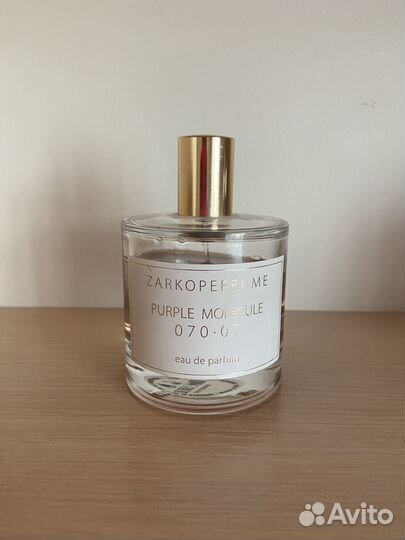 ZARKOPERFUME
PURPLE MOLECULE
070·07
eau de parfum
Avito